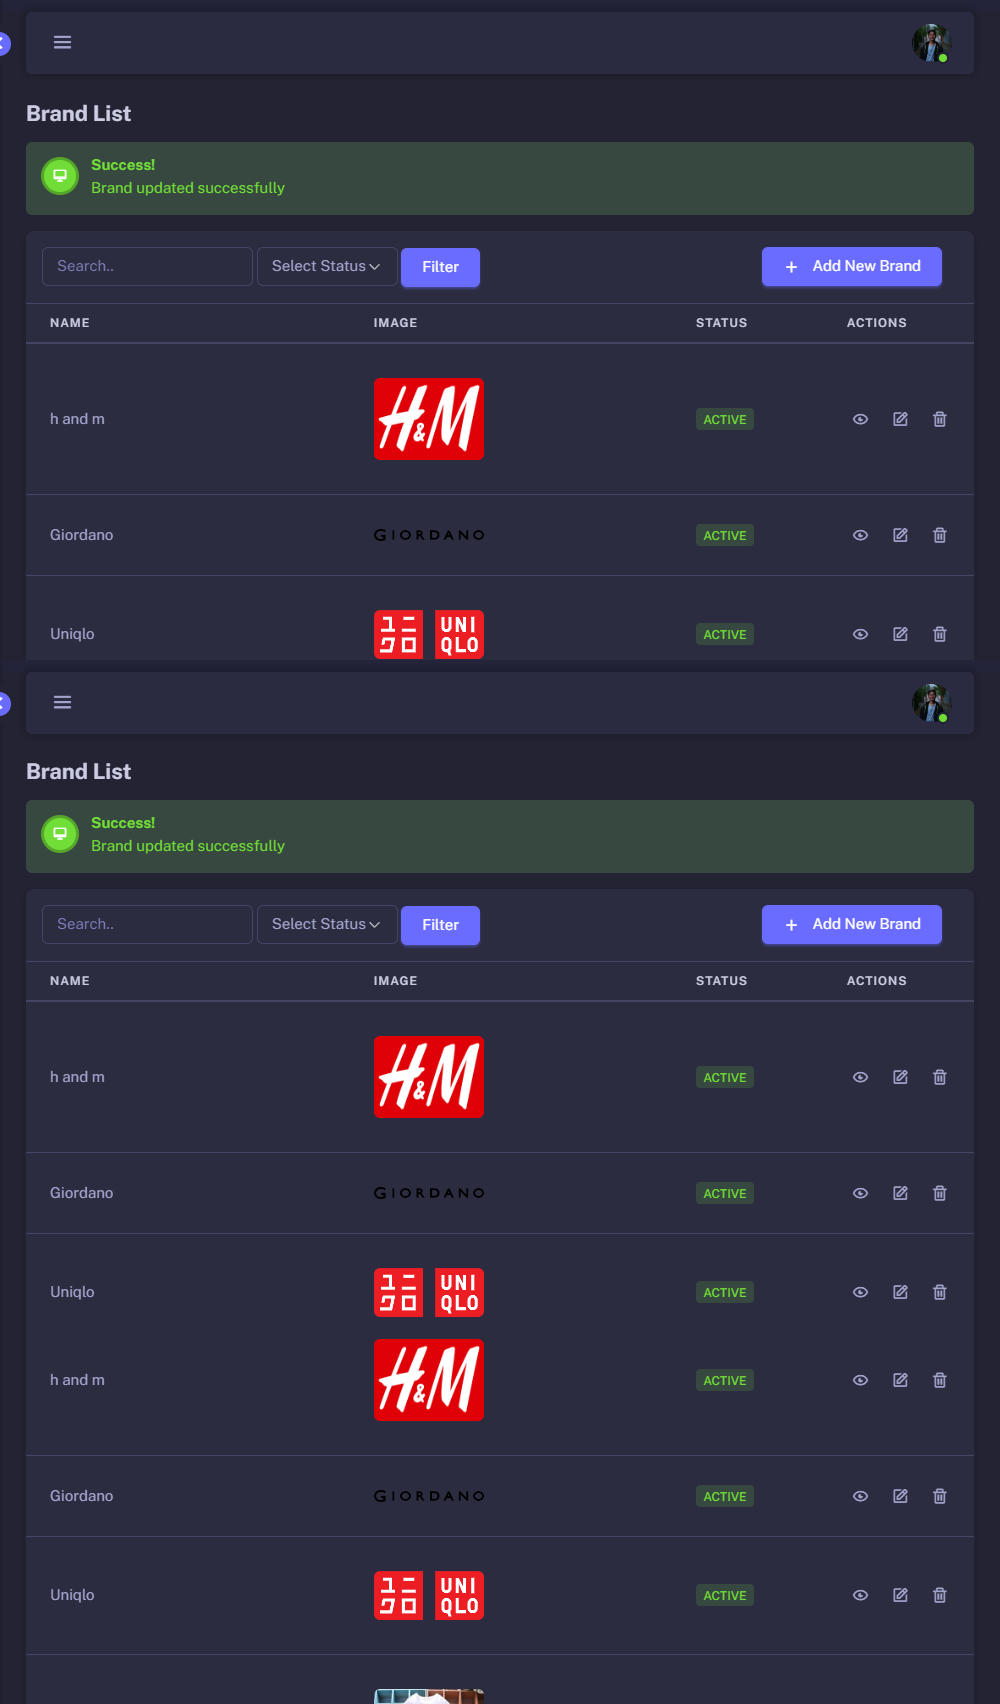 Brand List
Success!
Brand updated successfully
Search.. Select Status Filter + Add New Brand
NAME IMAGE STATUS ACTIONS
h and m H&M ACTIVE
Giordano GIORDANO ACTIVE
Uniqlo ユニ UNI ACTIVE
クロ QLO
Brand List
Success!
Brand updated successfully
Search.. Select Status Filter + Add New Brand
NAME IMAGE STATUS ACTIONS
h and m H&M ACTIVE
Giordano GIORDANO ACTIVE
Uniqlo ユニ UNI ACTIVE
クロ QLO
h and m H&M ACTIVE
Giordano GIORDANO ACTIVE
Uniqlo ユニ UNI ACTIVE
クロ QLO